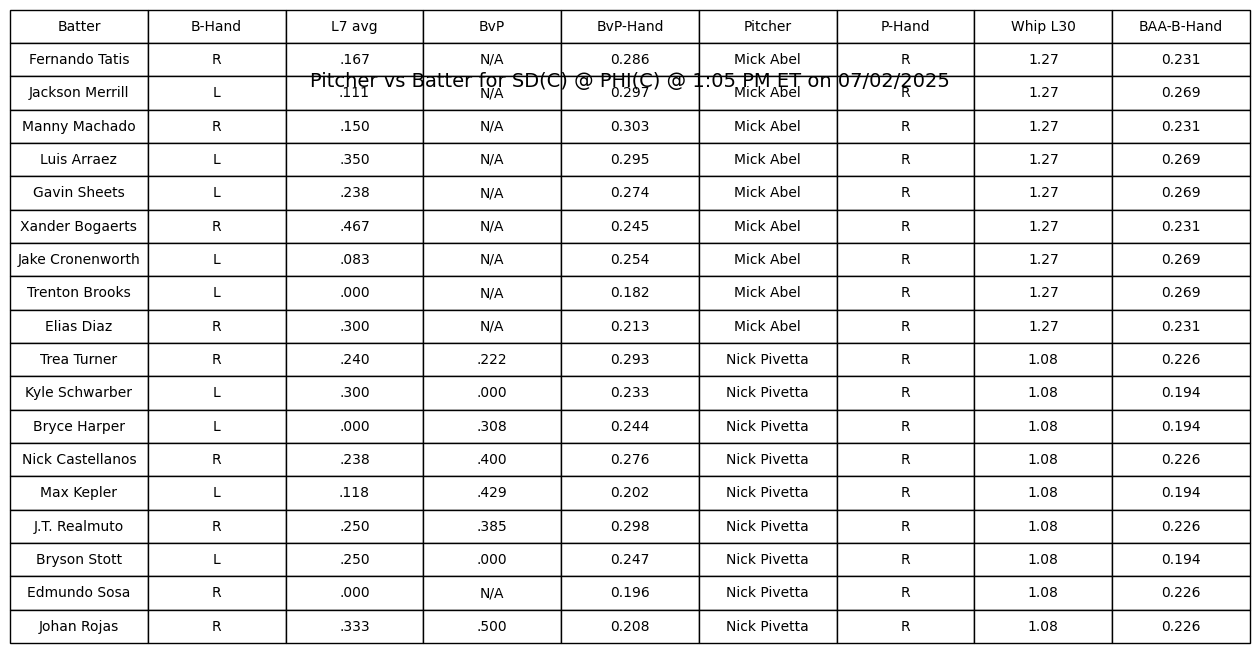 Batter B-Hand L7 avg BvP BvP-Hand Pitcher P-Hand Whip L30 BAA-B-Hand
Fernando Tatis R .167 N/A 0.286 Mick Abel R 1.27 0.231
Pitcher vs Batter for SD(C) @ PHI(C) @ 1:05 PM ET on 07/02/2025
Jackson Merrill L .111 N/A 0.297 Mick Abel R 1.27 0.269
Manny Machado R .150 N/A 0.303 Mick Abel R 1.27 0.231
Luis Arraez L .350 N/A 0.295 Mick Abel R 1.27 0.269
Gavin Sheets L .238 N/A 0.274 Mick Abel R 1.27 0.269
Xander Bogaerts R .467 N/A 0.245 Mick Abel R 1.27 0.231
Jake Cronenworth L .083 N/A 0.254 Mick Abel R 1.27 0.269
Trenton Brooks L .000 N/A 0.182 Mick Abel R 1.27 0.269
Elias Diaz R .300 N/A 0.213 Mick Abel R 1.27 0.231
Trea Turner R .240 .222 0.293 Nick Pivetta R 1.08 0.226
Kyle Schwarber L .300 .000 0.233 Nick Pivetta R 1.08 0.194
Bryce Harper L .000 .308 0.244 Nick Pivetta R 1.08 0.194
Nick Castellanos R .238 .400 0.276 Nick Pivetta R 1.08 0.226
Max Kepler L .118 .429 0.202 Nick Pivetta R 1.08 0.194
J.T. Realmuto R .250 .385 0.298 Nick Pivetta R 1.08 0.226
Bryson Stott L .250 .000 0.247 Nick Pivetta R 1.08 0.194
Edmundo Sosa R .000 N/A 0.196 Nick Pivetta R 1.08 0.226
Johan Rojas R .333 .500 0.208 Nick Pivetta R 1.08 0.226